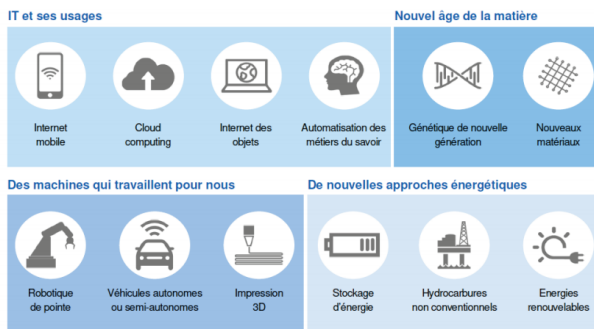 IT et ses usages
Nouvel âge de la matière
Internet
mobile
Cloud
computing
Internet des
objets
Automatisation des
métiers du savoir
Génétique de nouvelle
génération
Nouveaux
matériaux
Des machines qui travaillent pour nous
De nouvelles approches énergétiques
Robotique
de pointe
Véhicules autonomes
ou semi-autonomes
Impression
3D
Stockage
d'énergie
Hydrocarbures
non conventionnels
Energies
renouvelables